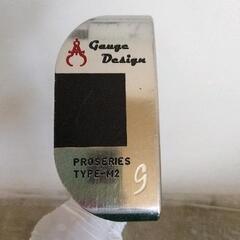 Gauge
Design
PROSERIES
TYPE-M2
G